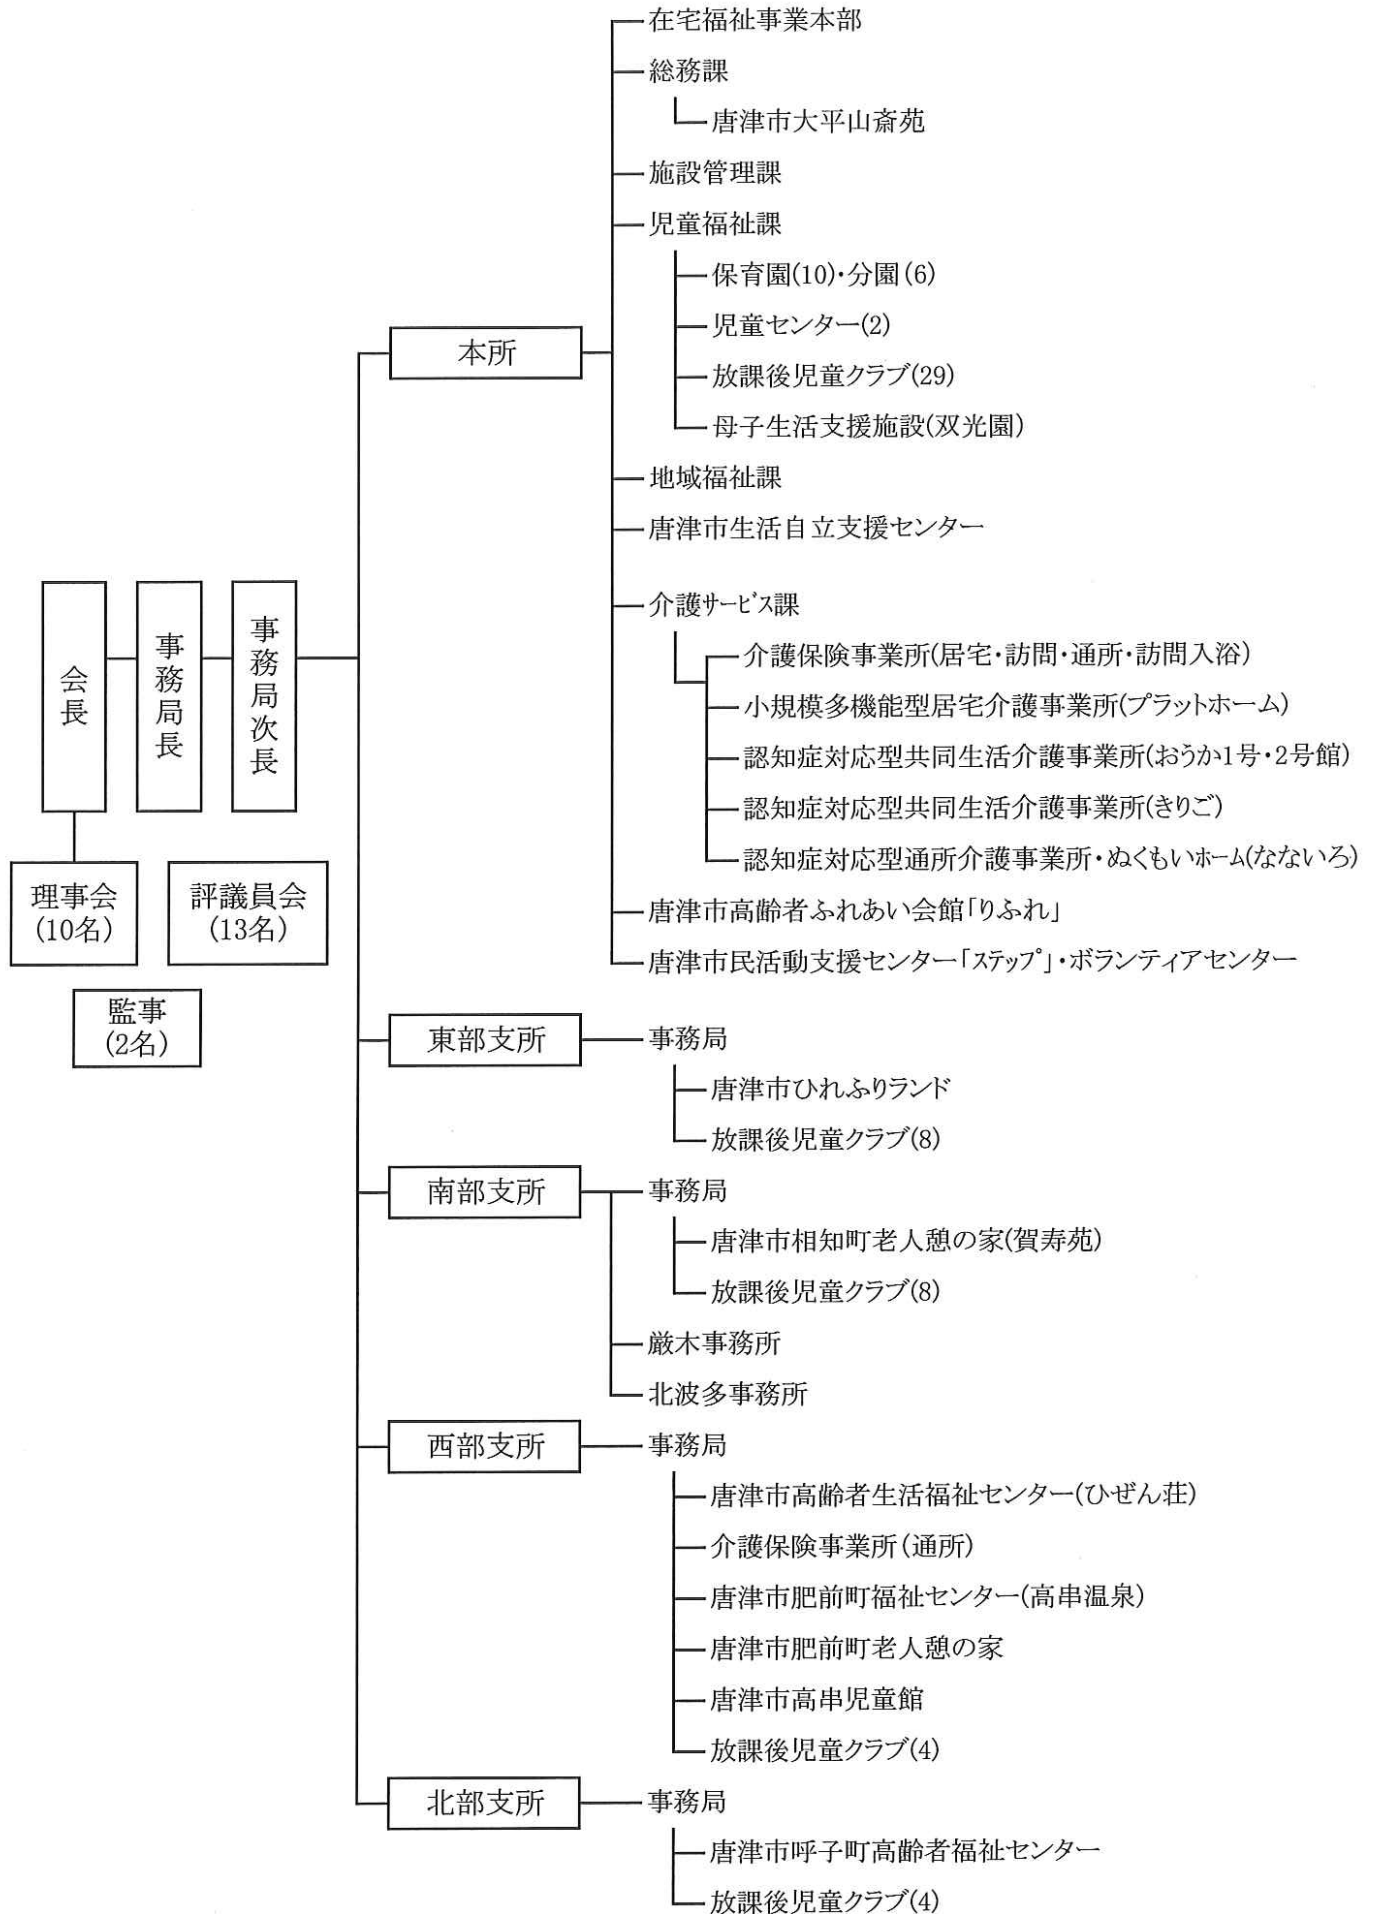 在宅福祉事業本部
総務課
唐津市大平山斎苑
施設管理課
児童福祉課
保育園(10)・分園(6)
児童センター(2)
放課後児童クラブ(29)
母子生活支援施設(双光園)
地域福祉課
唐津市生活自立支援センター
介護ｻｰﾋﾞｽ課
介護保険事業所(居宅・訪問・通所・訪問入浴)
小規模多機能型居宅介護事業所(プラットホーム)
認知症対応型共同生活介護事業所(おうか1号・2号館)
認知症対応型共同生活介護事業所(きりご)
認知症対応型通所介護事業所・ぬくもいﾎｰﾑ(なないろ)
唐津市高齢者ふれあい会館「りふれ」
唐津市民活動支援センター「ｽﾃｯﾌﾟ」・ボランティアセンター
本所
会長
事務局長
事務局次長
理事会
(10名)
評議員会
(13名)
監事
(2名)
東部支所
事務局
唐津市ひれふりランド
放課後児童クラブ(8)
南部支所
事務局
唐津市相知町老人憩の家(賀寿苑)
放課後児童クラブ(8)
厳木事務所
北波多事務所
西部支所
事務局
唐津市高齢者生活福祉センター(ひぜん荘)
介護保険事業所(通所)
唐津市肥前町福祉センター(高串温泉)
唐津市肥前町老人憩の家
唐津市高串児童館
放課後児童クラブ(4)
北部支所
事務局
唐津市呼子町高齢者福祉センター
放課後児童クラブ(4)